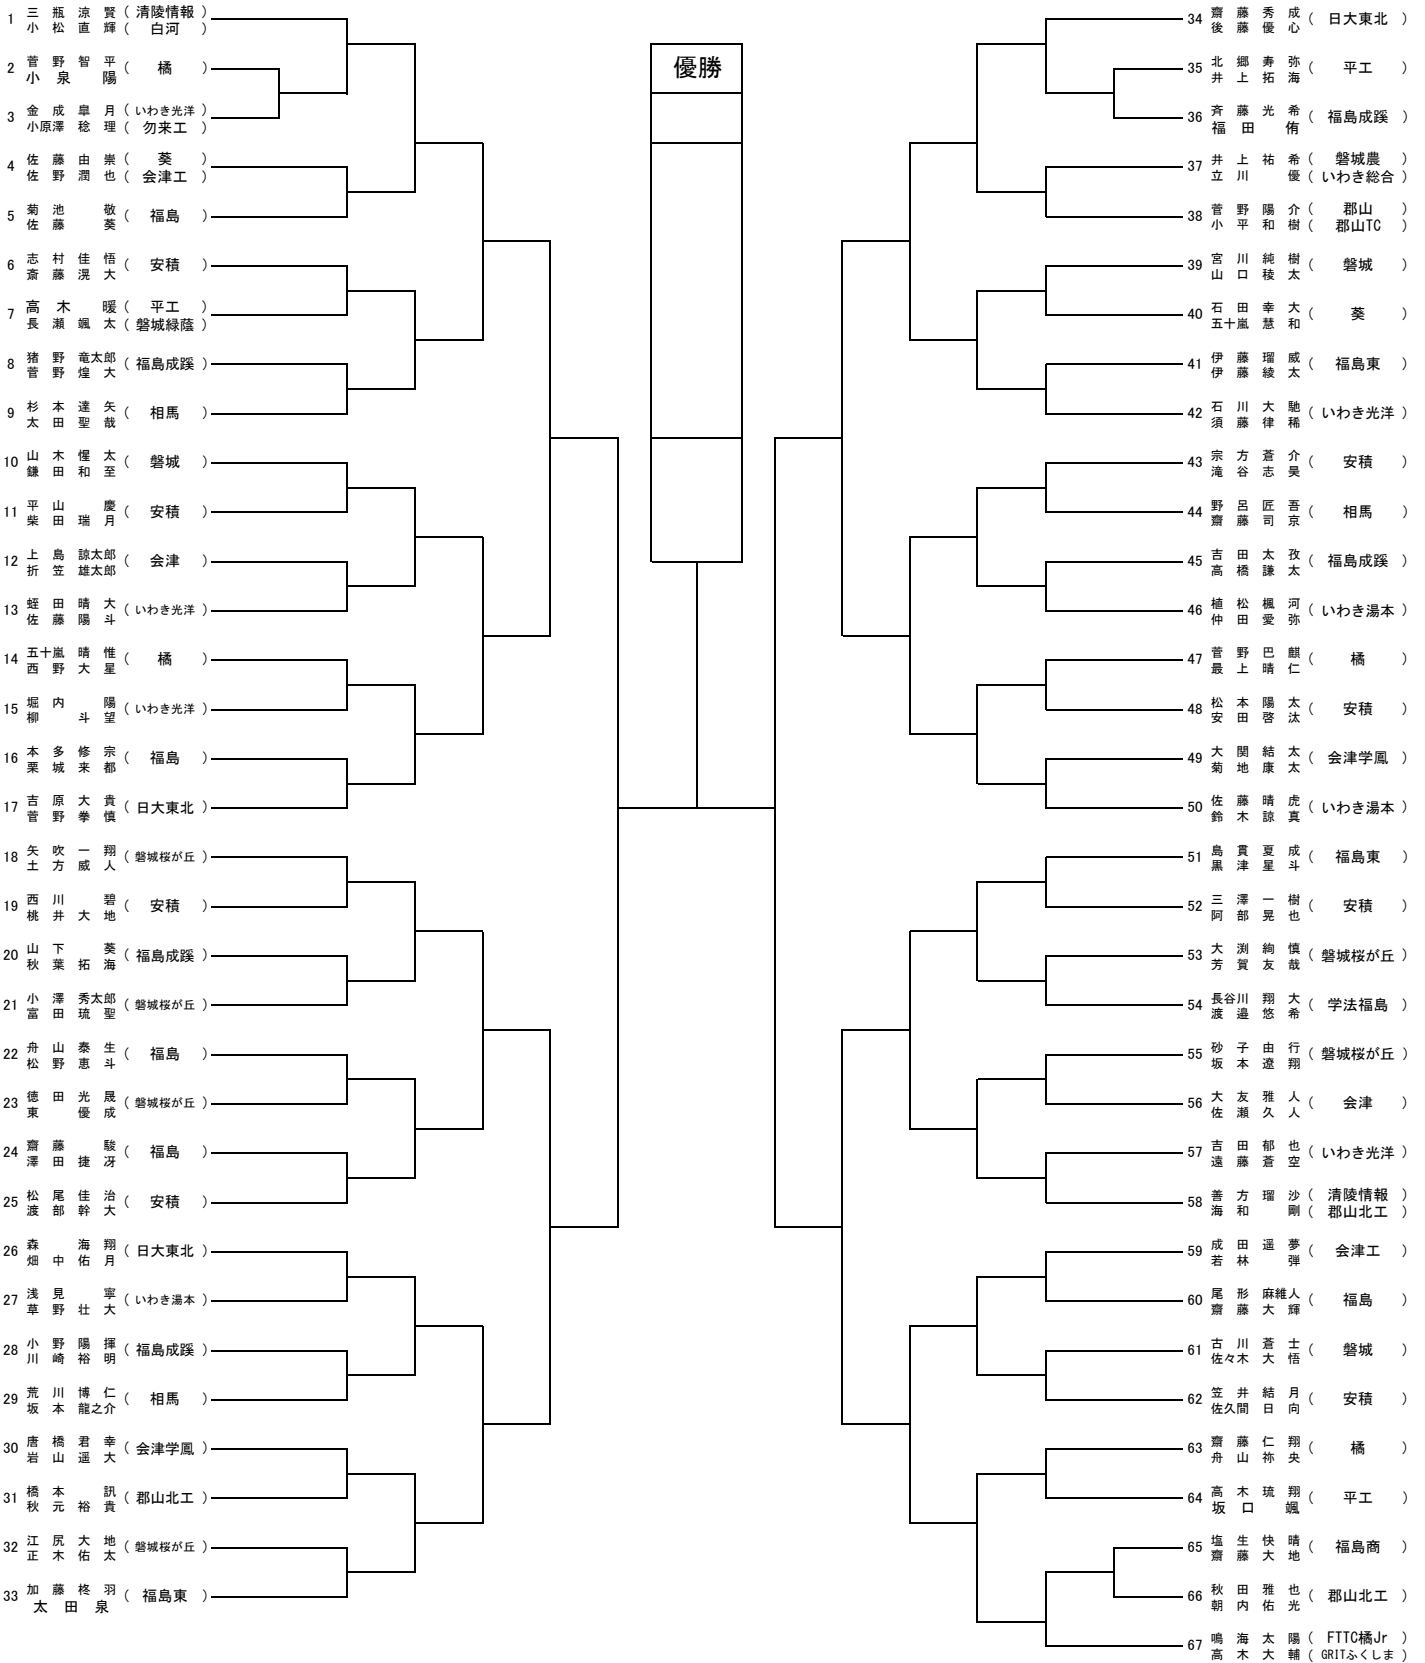 優勝
1 三瓶涼賢 ( 清陵情報 )
小松直輝 ( 白河 )
2 菅野智平 ( 橘 )
小泉陽
3 金成皐月 ( いわき光洋 )
小原澤稔理 ( 勿来工 )
4 佐藤由崇 ( 葵 )
佐野潤也 ( 会津工 )
5 菊池敬 ( 福島 )
佐藤葵
6 志村佳悟 ( 安積 )
斎藤滉大
7 高木暖 ( 平工 )
長瀬颯太 ( 磐城緑蔭 )
8 猪野竜太郎 ( 福島成蹊 )
菅野煌大
9 杉本達矢 ( 相馬 )
太田聖哉
10 山木惺太 ( 磐城 )
鎌田和至
11 平山慶 ( 安積 )
柴田瑞月
12 上島諒太郎 ( 会津 )
折笠雄太郎
13 蛭田晴大 ( いわき光洋 )
佐藤陽斗
14 五十嵐晴惟 ( 橘 )
西野大星
15 堀内陽 ( いわき光洋 )
柳斗望
16 本多修宗 ( 福島 )
栗城来都
17 吉原大貴 ( 日大東北 )
菅野拳慎
18 矢吹一翔 ( 磐城桜が丘 )
土方威人
19 西川碧 ( 安積 )
桃井大地
20 山下葵 ( 福島成蹊 )
秋葉拓海
21 小澤秀太郎 ( 磐城桜が丘 )
富田琉聖
22 舟山泰生 ( 福島 )
松野恵斗
23 徳田光晟 ( 磐城桜が丘 )
東優成
24 齋藤駿 ( 福島 )
澤田捷冴
25 松尾佳治 ( 安積 )
渡部幹大
26 森海翔 ( 日大東北 )
畑中佑月
27 浅見寧 ( いわき湯本 )
草野壮大
28 小野陽揮 ( 福島成蹊 )
川崎裕明
29 荒川博仁 ( 相馬 )
坂本龍之介
30 唐橋君幸 ( 会津学鳳 )
岩山遥大
31 橋本訊 ( 郡山北工 )
秋元裕貴
32 江尻大地 ( 磐城桜が丘 )
正木佑太
33 加藤柊羽 ( 福島東 )
太田泉
34 齋藤秀成 ( 日大東北 )
後藤優心
35 北郷寿弥 ( 平工 )
井上拓海
36 斉藤光希 ( 福島成蹊 )
福田侑
37 井上祐希 ( 磐城農 )
立川優 ( いわき総合 )
38 菅野陽介 ( 郡山 )
小平和樹 ( 郡山TC )
39 宮川純樹 ( 磐城 )
山口稜太
40 石田幸大 ( 葵 )
五十嵐慧和
41 伊藤瑠威 ( 福島東 )
伊藤綾太
42 石川大馳 ( いわき光洋 )
須藤律稀
43 宗方蒼介 ( 安積 )
滝谷志昊
44 野呂匠吾 ( 相馬 )
齋藤司京
45 吉田太孜 ( 福島成蹊 )
高橋謙太
46 植松楓河 ( いわき湯本 )
仲田愛弥
47 菅野巴麒 ( 橘 )
最上晴仁
48 松本陽太 ( 安積 )
安田啓汰
49 大関結太 ( 会津学鳳 )
菊地康太
50 佐藤晴虎 ( いわき湯本 )
鈴木諒真
51 島貫夏成 ( 福島東 )
黒津星斗
52 三澤一樹 ( 安積 )
阿部晃也
53 大渕絢慎 ( 磐城桜が丘 )
芳賀友哉
54 長谷川翔大 ( 学法福島 )
渡邉悠希
55 砂子由行 ( 磐城桜が丘 )
坂本遼翔
56 大友雅人 ( 会津 )
佐瀬久人
57 吉田郁也 ( いわき光洋 )
遠藤蒼空
58 善方瑠沙 ( 清陵情報 )
海和剛 ( 郡山北工 )
59 成田遥夢 ( 会津工 )
若林弾
60 尾形麻維人 ( 福島 )
齋藤大輝
61 古川蒼士 ( 磐城 )
佐々木大悟
62 笠井結月 ( 安積 )
佐久間日向
63 齋藤仁翔 ( 橘 )
舟山祢央
64 高木琉翔 ( 平工 )
坂口颯
65 塩生快晴 ( 福島商 )
齋藤大地
66 秋田雅也 ( 郡山北工 )
朝内佑光
67 鳴海太陽 ( FTTC橘Jr )
高木大輔 ( GRITふくしま )